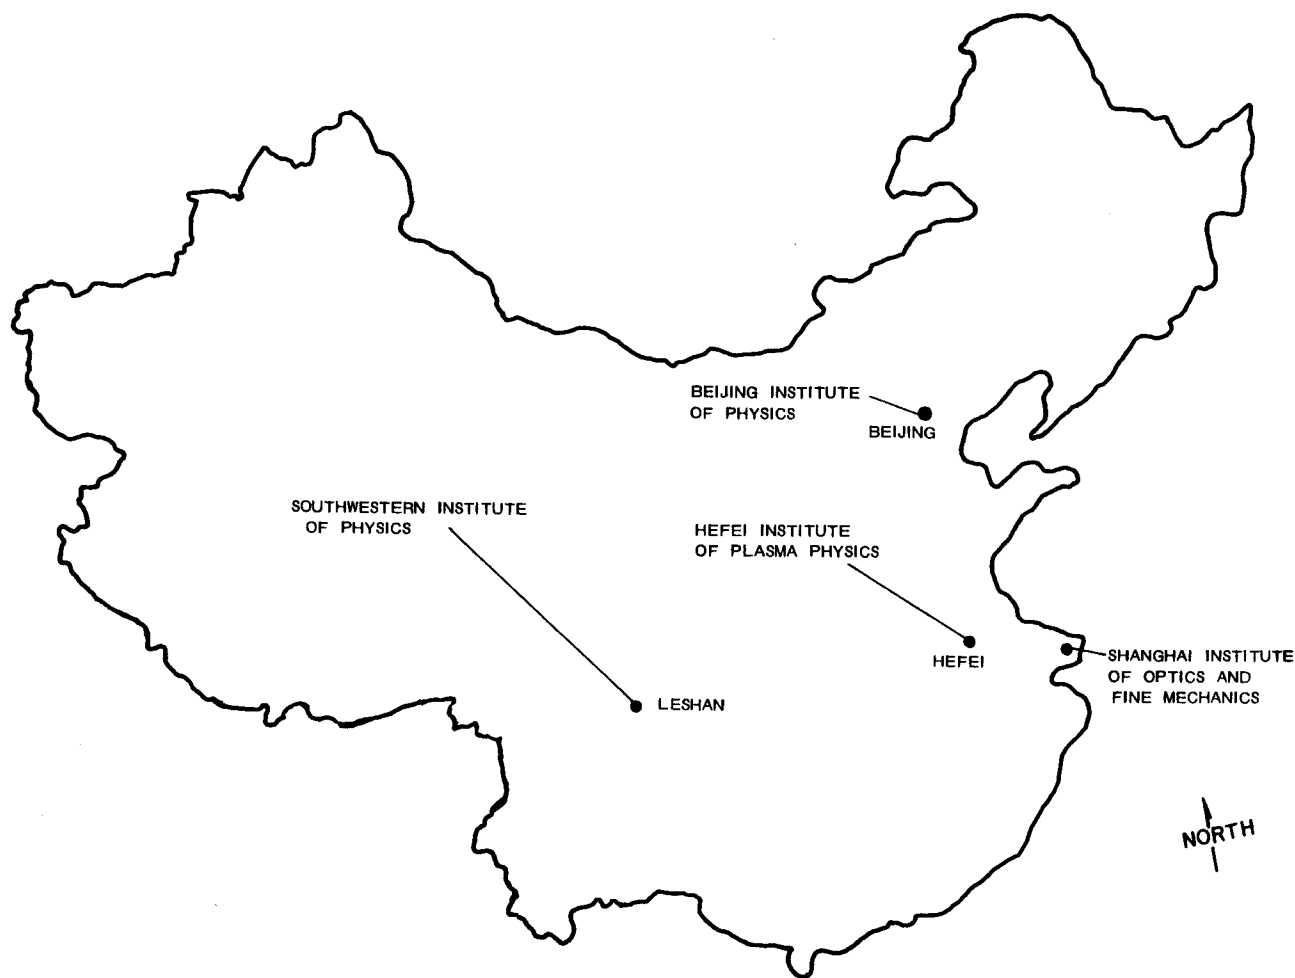 BEIJING INSTITUTE
OF PHYSICS
BEIJING
SOUTHWESTERN INSTITUTE
OF PHYSICS
HEFEI INSTITUTE
OF PLASMA PHYSICS
HEFEI
SHANGHAI INSTITUTE
OF OPTICS AND
FINE MECHANICS
LESHAN
NORTH